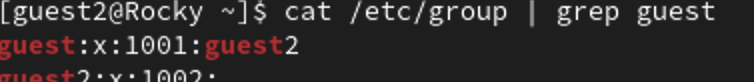 [guest2@Rocky ~]$ cat /etc/group | grep guest
guest:x:1001:guest2
guest2:x:1002: